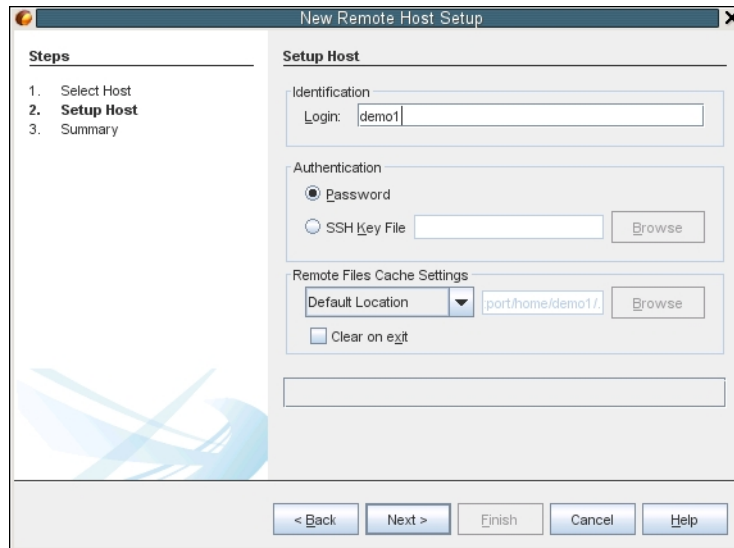 New Remote Host Setup
Steps
1. Select Host
2. Setup Host
3. Summary
Setup Host
Identification
Login: demo1
Authentication
Password
SSH Key File Browse
Remote Files Cache Settings
Default Location port/home/demo1/. Browse
Clear on exit
< Back Next > Finish Cancel Help